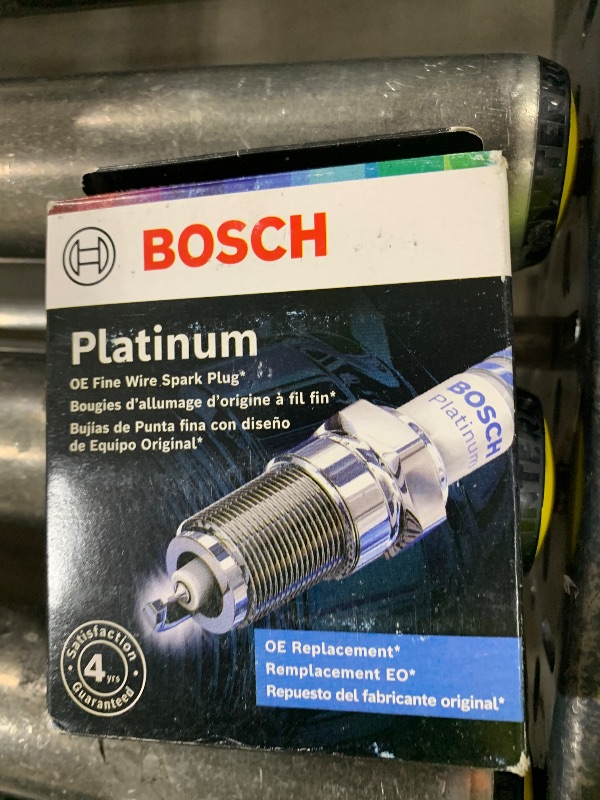 BOSCH
Platinum
OE Fine Wire Spark Plug*
Bougies d'allumage d'origine à fil fin*
Bujías de Punta fina con diseño
de Equipo Original*
BOSCH
Platinum
Satisfaction
4 yrs
Guaranteed
OE Replacement*
Remplacement EO*
Repuesto del fabricante original*